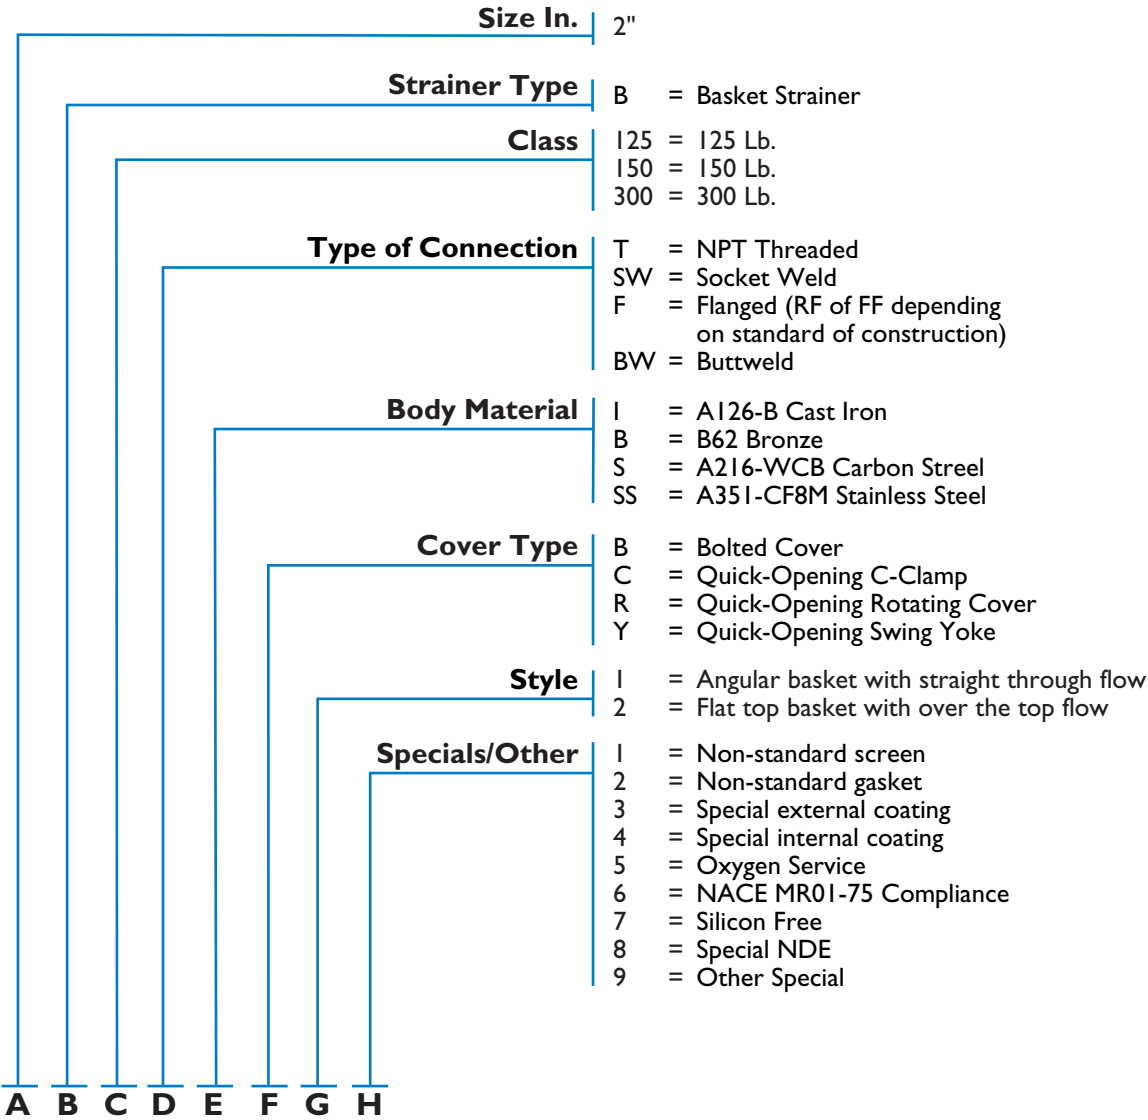 Size In. 2"
Strainer Type B = Basket Strainer
Class 125 = 125 Lb.
150 = 150 Lb.
300 = 300 Lb.
Type of Connection T = NPT Threaded
SW = Socket Weld
F = Flanged (RF of FF depending
on standard of construction)
BW = Buttweld
Body Material I = A126-B Cast Iron
B = B62 Bronze
S = A216-WCB Carbon Streel
SS = A351-CF8M Stainless Steel
Cover Type B = Bolted Cover
C = Quick-Opening C-Clamp
R = Quick-Opening Rotating Cover
Y = Quick-Opening Swing Yoke
Style 1 = Angular basket with straight through flow
2 = Flat top basket with over the top flow
Specials/Other 1 = Non-standard screen
2 = Non-standard gasket
3 = Special external coating
4 = Special internal coating
5 = Oxygen Service
6 = NACE MR01-75 Compliance
7 = Silicon Free
8 = Special NDE
9 = Other Special
A B C D E F G H